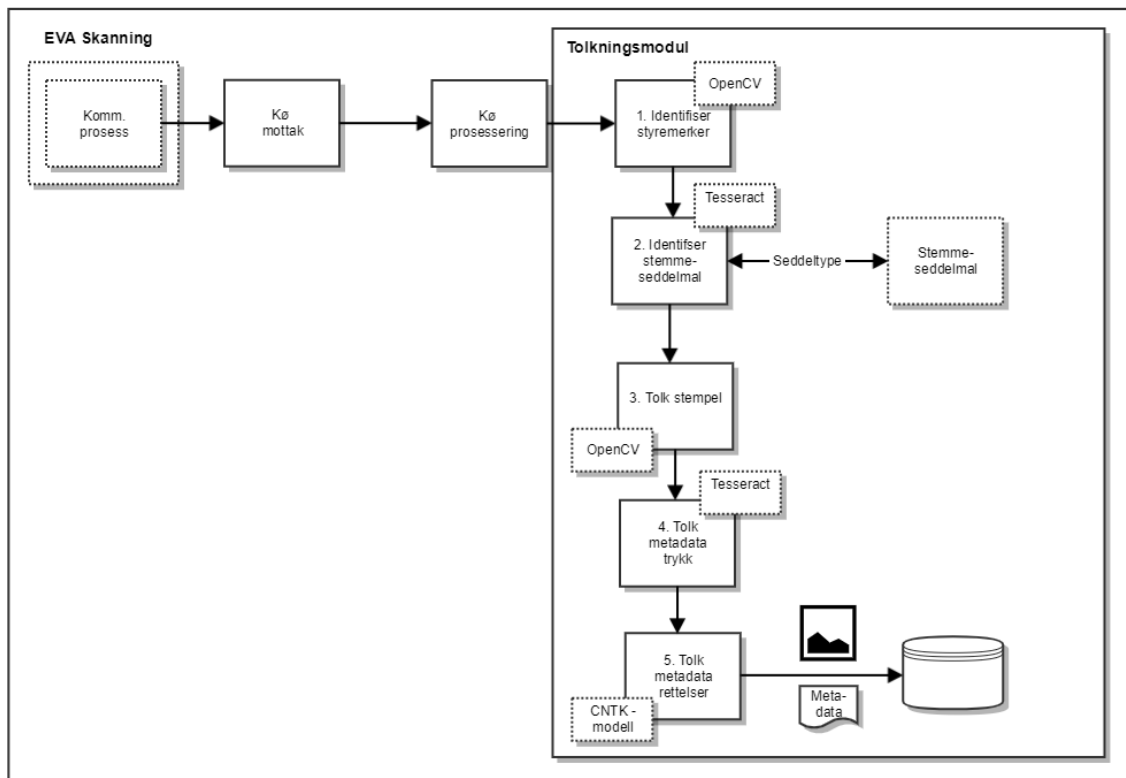 EVA Skanning
Tolkningsmodul
Komm.
prosess
Kø
mottak
Kø
prosessering
OpenCV
1. Identifiser
styremerker
Tesseract
2. Identifser
stemme-
seddelmal
Seddeltype
Stemme-
seddelmal
3. Tolk stempel
OpenCV
Tesseract
4. Tolk
metadata
trykk
5. Tolk
metadata
rettelser
CNTK -
modell
Meta-
data